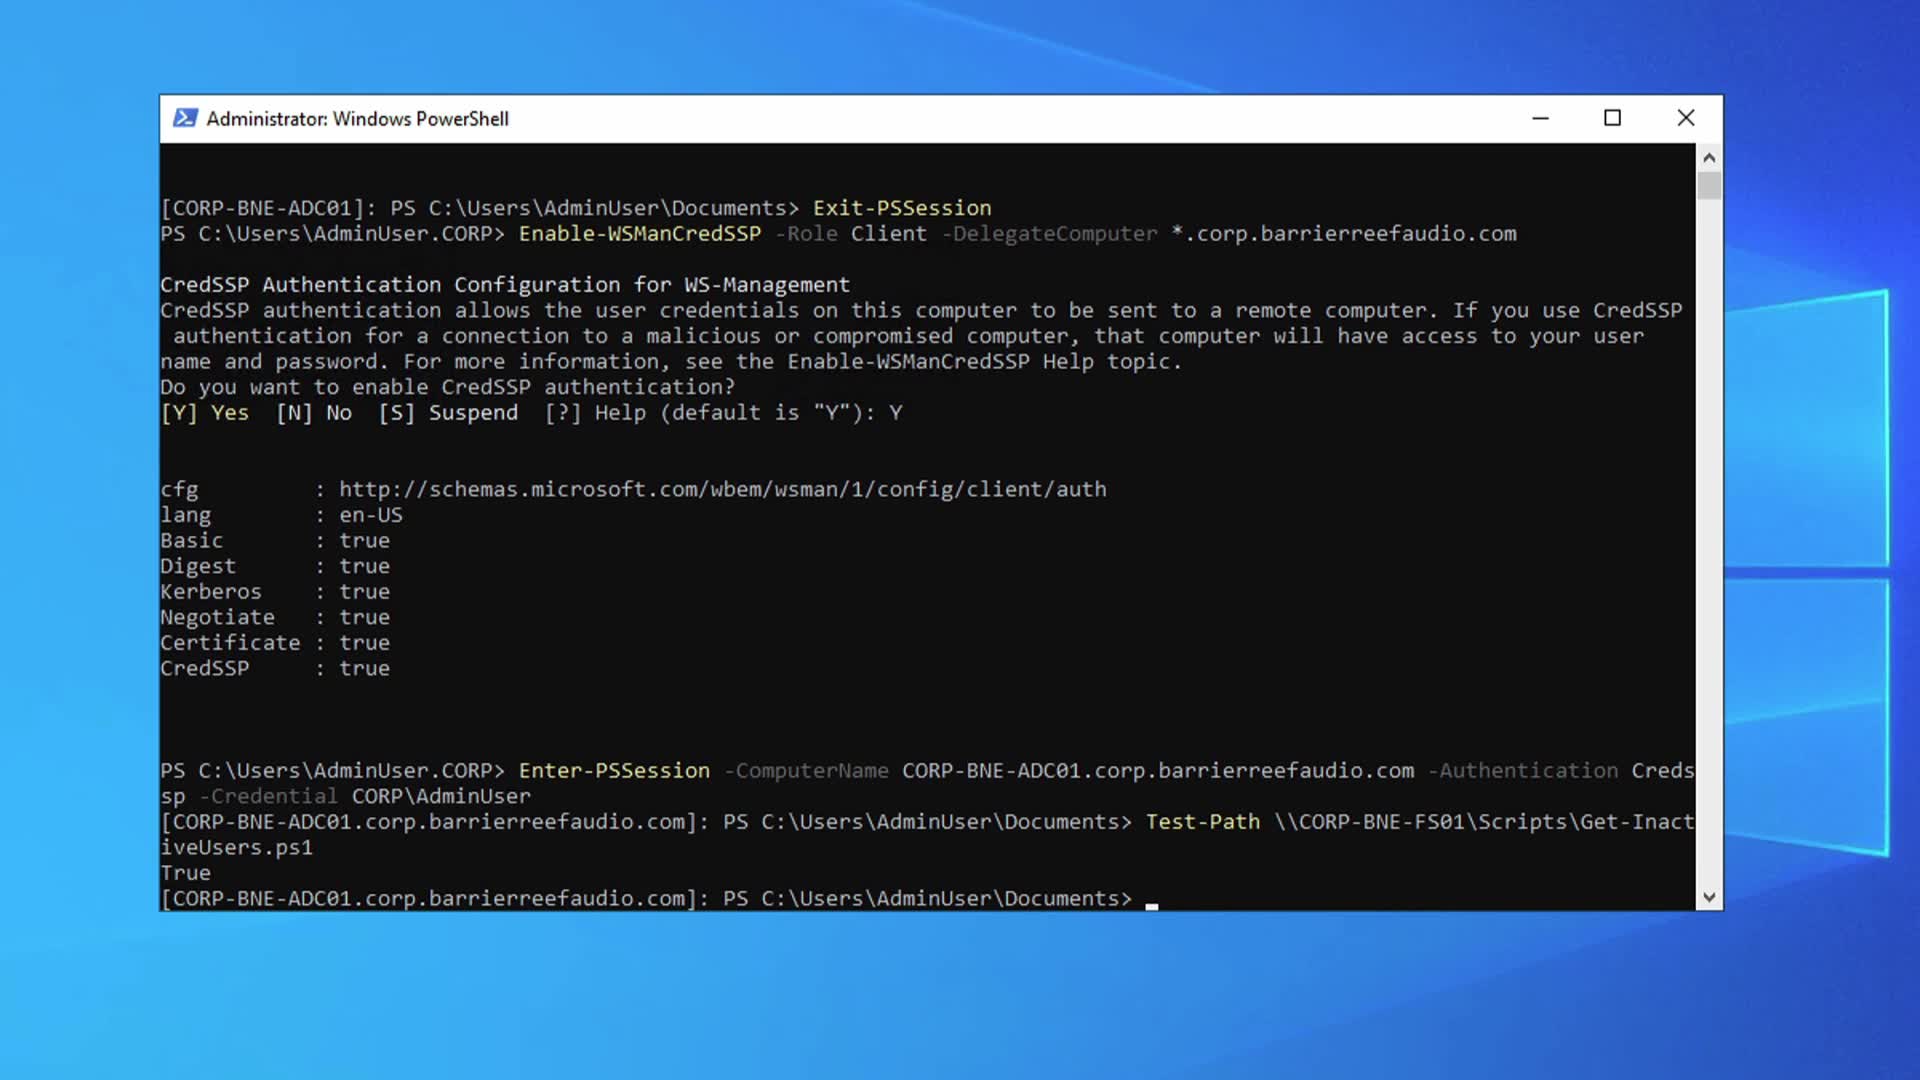 Administrator: Windows PowerShell
[CORP-BNE-ADC01]: PS C:\Users\AdminUser\Documents> Exit-PSSession
PS C:\Users\AdminUser.CORP> Enable-WSManCredSSP -Role Client -DelegateComputer *.corp.barrierreefaudio.com
CredSSP Authentication Configuration for WS-Management
CredSSP authentication allows the user credentials on this computer to be sent to a remote computer. If you use CredSSP
authentication for a connection to a malicious or compromised computer, that computer will have access to your user
name and password. For more information, see the Enable-WSManCredSSP Help topic.
Do you want to enable CredSSP authentication?
[Y] Yes  [N] No  [S] Suspend  [?] Help (default is "Y"): Y
cfg         : http://schemas.microsoft.com/wbem/wsman/1/config/client/auth
lang        : en-US
Basic       : true
Digest      : true
Kerberos    : true
Negotiate   : true
Certificate : true
CredSSP     : true
PS C:\Users\AdminUser.CORP> Enter-PSSession -ComputerName CORP-BNE-ADC01.corp.barrierreefaudio.com -Authentication Creds
sp -Credential CORP\AdminUser
[CORP-BNE-ADC01.corp.barrierreefaudio.com]: PS C:\Users\AdminUser\Documents> Test-Path \\CORP-BNE-FS01\Scripts\Get-Inact
iveUsers.ps1
True
[CORP-BNE-ADC01.corp.barrierreefaudio.com]: PS C:\Users\AdminUser\Documents>